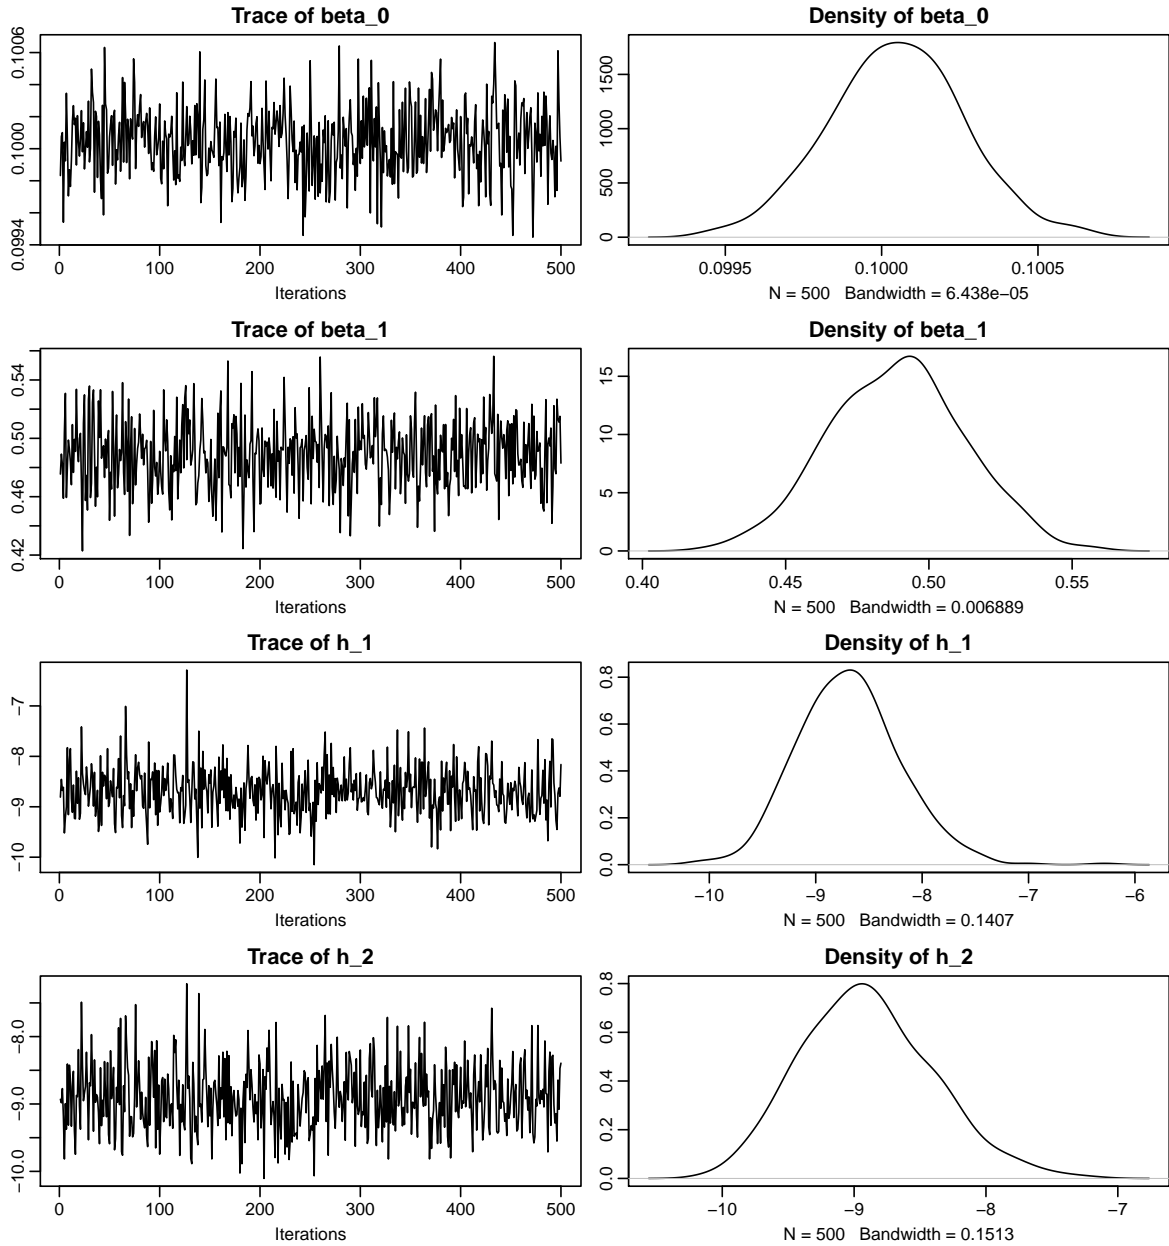 Trace of beta_0
0.0994 0.1000 0.1006
0 100 200 300 400 500
Iterations
Density of beta_0
0 500 1000 1500
0.0995 0.1000 0.1005
N = 500 Bandwidth = 6.438e−05
Trace of beta_1
0.42 0.46 0.50 0.54
0 100 200 300 400 500
Iterations
Density of beta_1
0 5 10 15
0.40 0.45 0.50 0.55
N = 500 Bandwidth = 0.006889
Trace of h_1
−10 −9 −8 −7
0 100 200 300 400 500
Iterations
Density of h_1
0.0 0.2 0.4 0.6 0.8
−10 −9 −8 −7 −6
N = 500 Bandwidth = 0.1407
Trace of h_2
−10.0 −9.0 −8.0
0 100 200 300 400 500
Iterations
Density of h_2
0.0 0.2 0.4 0.6 0.8
−10 −9 −8 −7
N = 500 Bandwidth = 0.1513